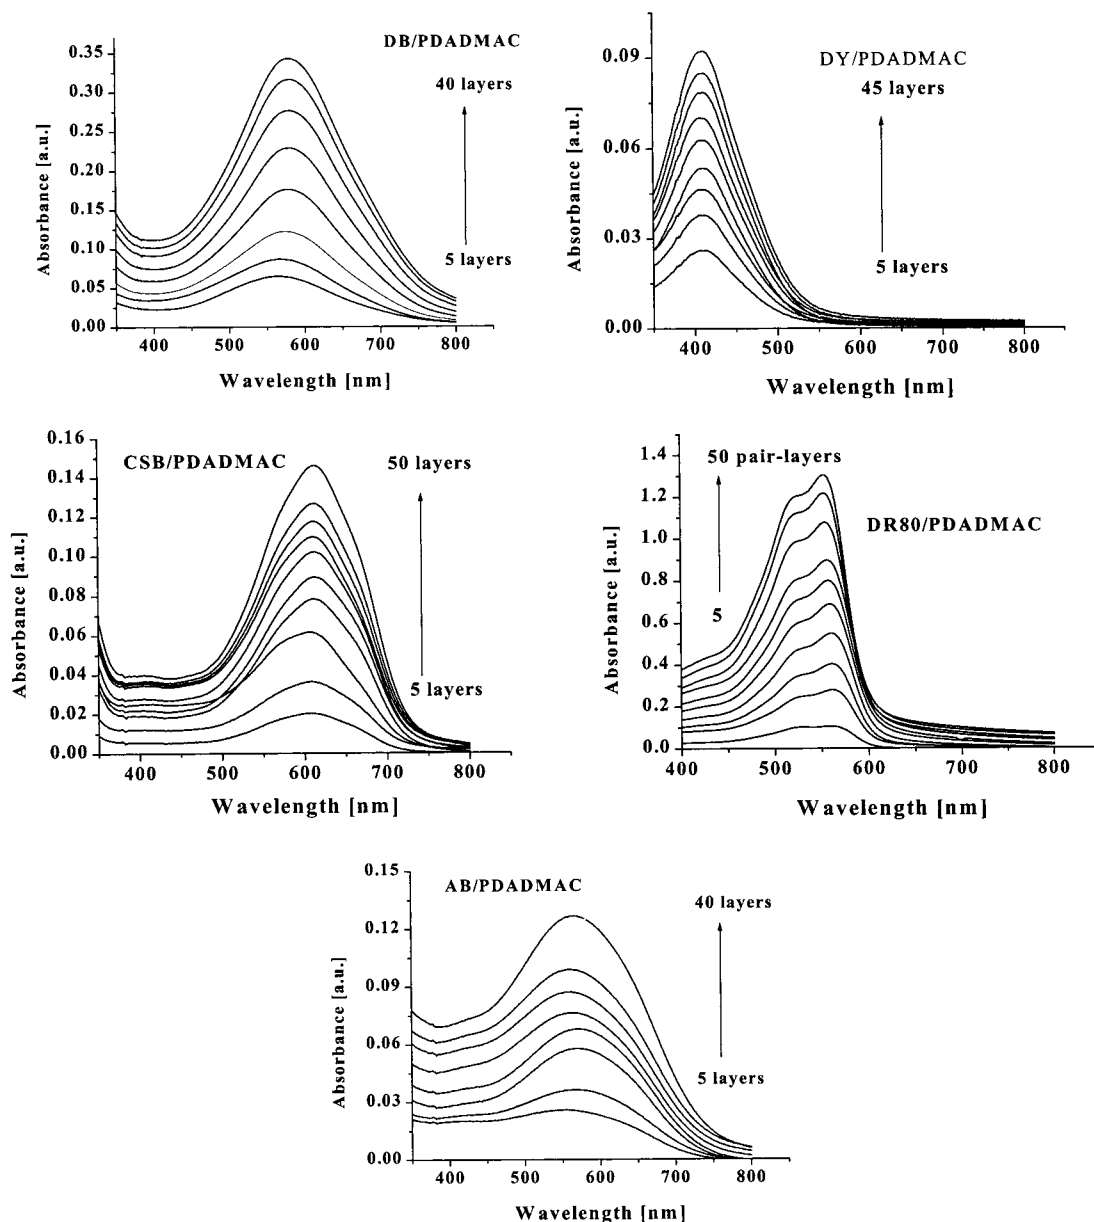 DB/PDADMAC
40 layers
5 layers
0.35
0.30
0.25
0.20
0.15
0.10
0.05
0.00
400 500 600 700 800
Absorbance [a.u.]
Wavelength [nm]
DY/PDADMAC
45 layers
5 layers
0.09
0.06
0.03
0.00
400 500 600 700 800
Absorbance [a.u.]
Wavelength [nm]
CSB/PDADMAC
50 layers
5 layers
0.16
0.14
0.12
0.10
0.08
0.06
0.04
0.02
0.00
400 500 600 700 800
Absorbance [a.u.]
Wavelength [nm]
50 pair-layers
DR80/PDADMAC
5
1.4
1.2
1.0
0.8
0.6
0.4
0.2
0.0
400 500 600 700 800
Absorbance [a.u.]
Wavelength [nm]
AB/PDADMAC
40 layers
5 layers
0.15
0.12
0.09
0.06
0.03
0.00
400 500 600 700 800
Absorbance [a.u.]
Wavelength [nm]